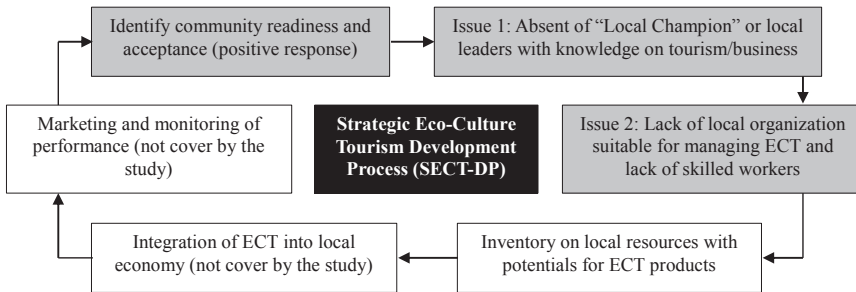 Identify community readiness and
acceptance (positive response)
Issue 1: Absent of “Local Champion” or local
leaders with knowledge on tourism/business
Marketing and monitoring of
performance (not cover by the
study)
Strategic Eco-Culture
Tourism Development
Process (SECT-DP)
Issue 2: Lack of local organization
suitable for managing ECT and
lack of skilled workers
Integration of ECT into local
economy (not cover by the study)
Inventory on local resources with
potentials for ECT products